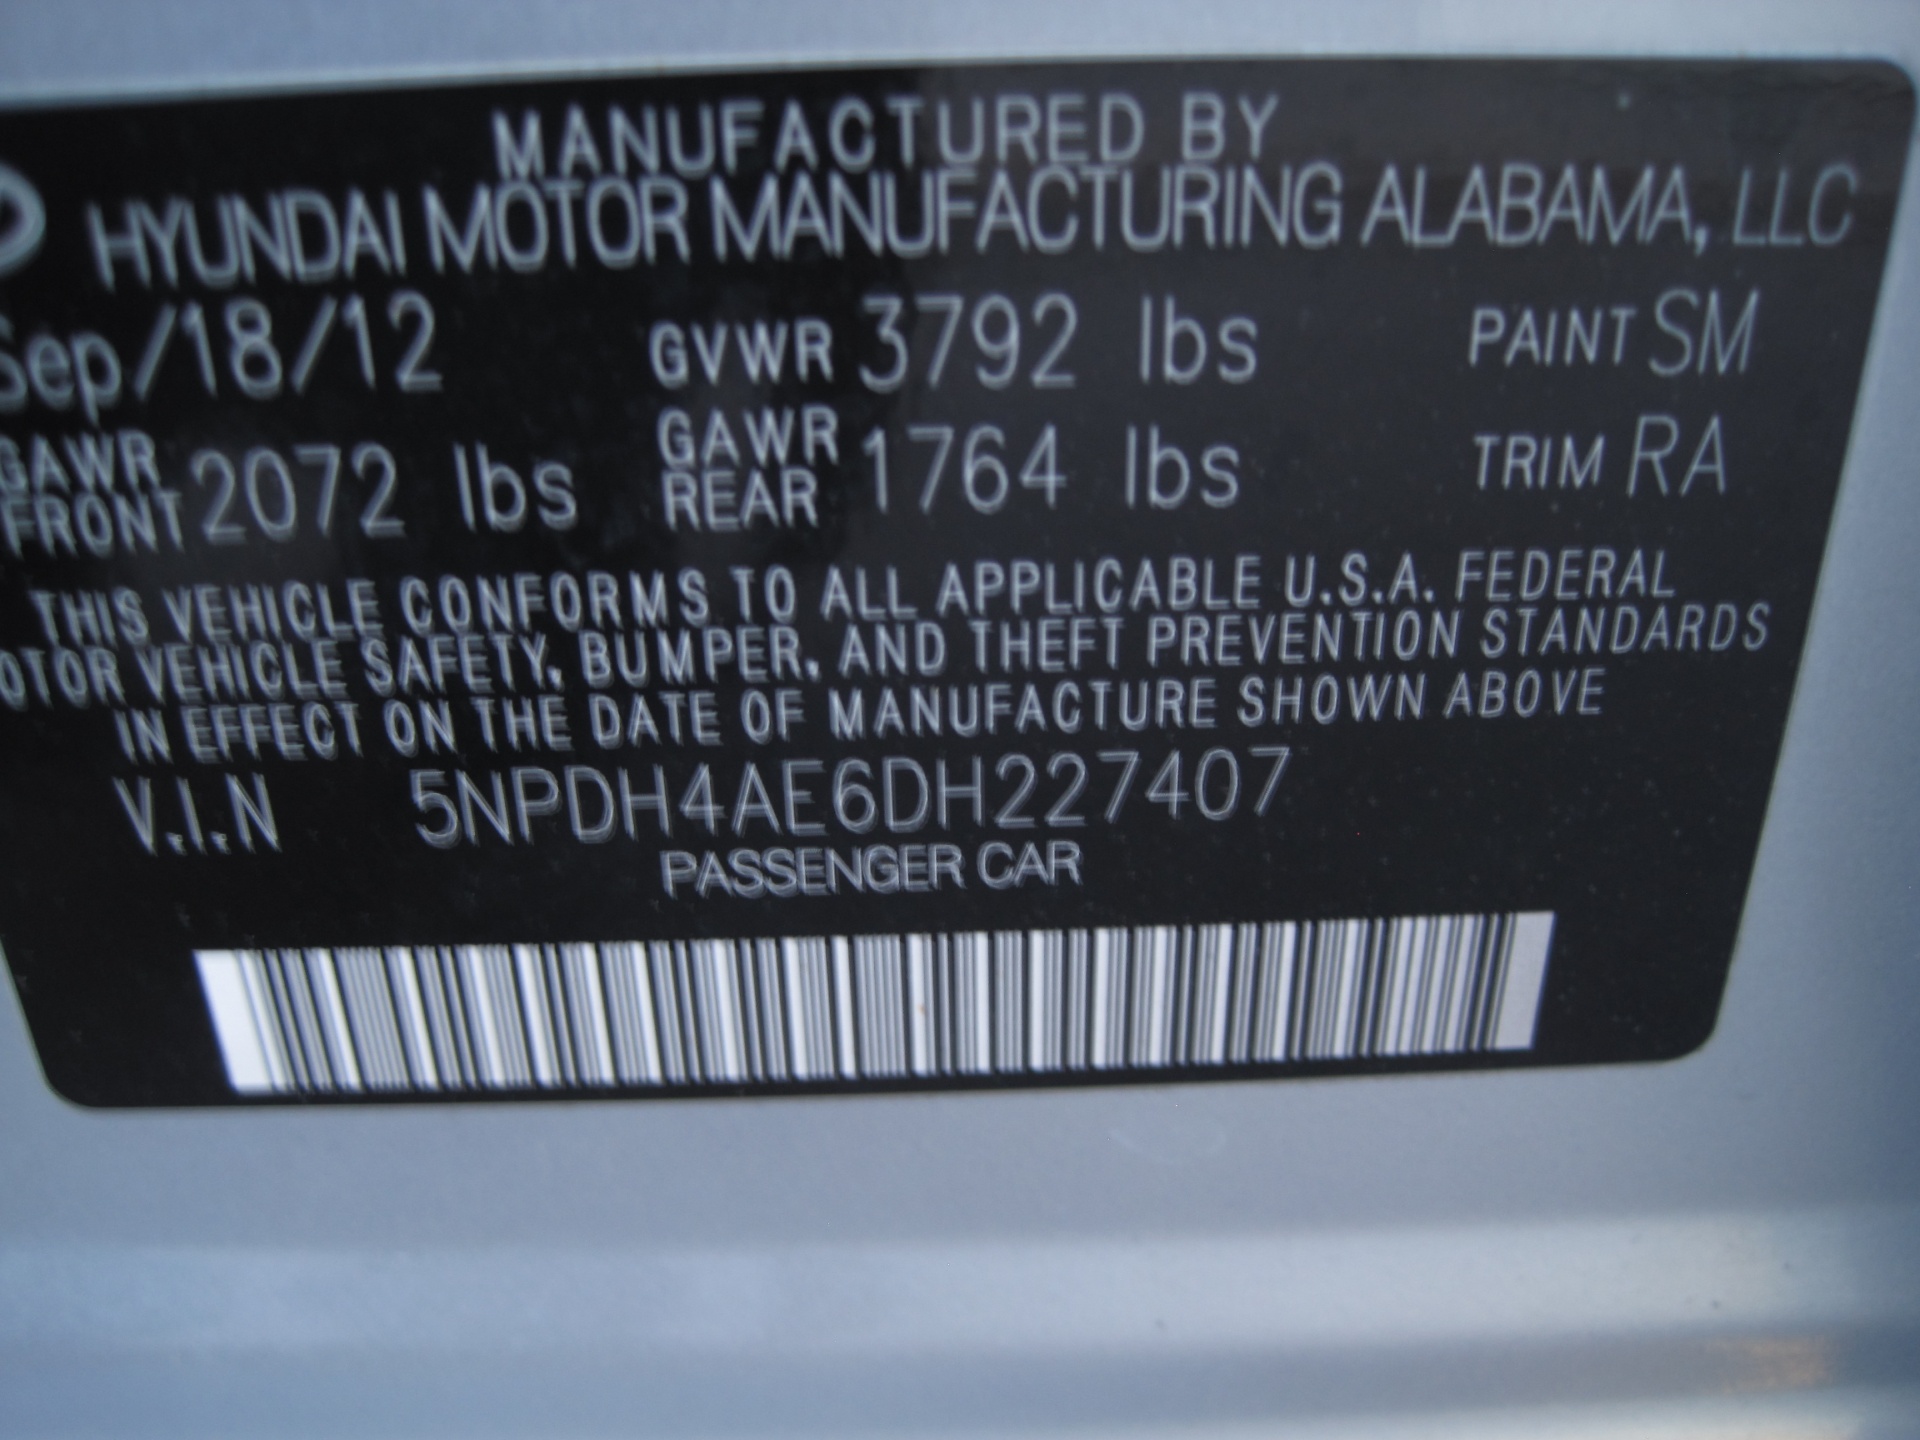 MANUFACTURED BY
HYUNDAI MOTOR MANUFACTURING ALABAMA, LLC
Sep/18/12 GVWR 3792 lbs PAINT SM
GAWR FRONT 2072 lbs GAWR REAR 1764 lbs TRIM RA
THIS VEHICLE CONFORMS TO ALL APPLICABLE U.S.A. FEDERAL
OTOR VEHICLE SAFETY, BUMPER, AND THEFT PREVENTION STANDARDS
IN EFFECT ON THE DATE OF MANUFACTURE SHOWN ABOVE
V.I.N 5NPDH4AE6DH227407
PASSENGER CAR